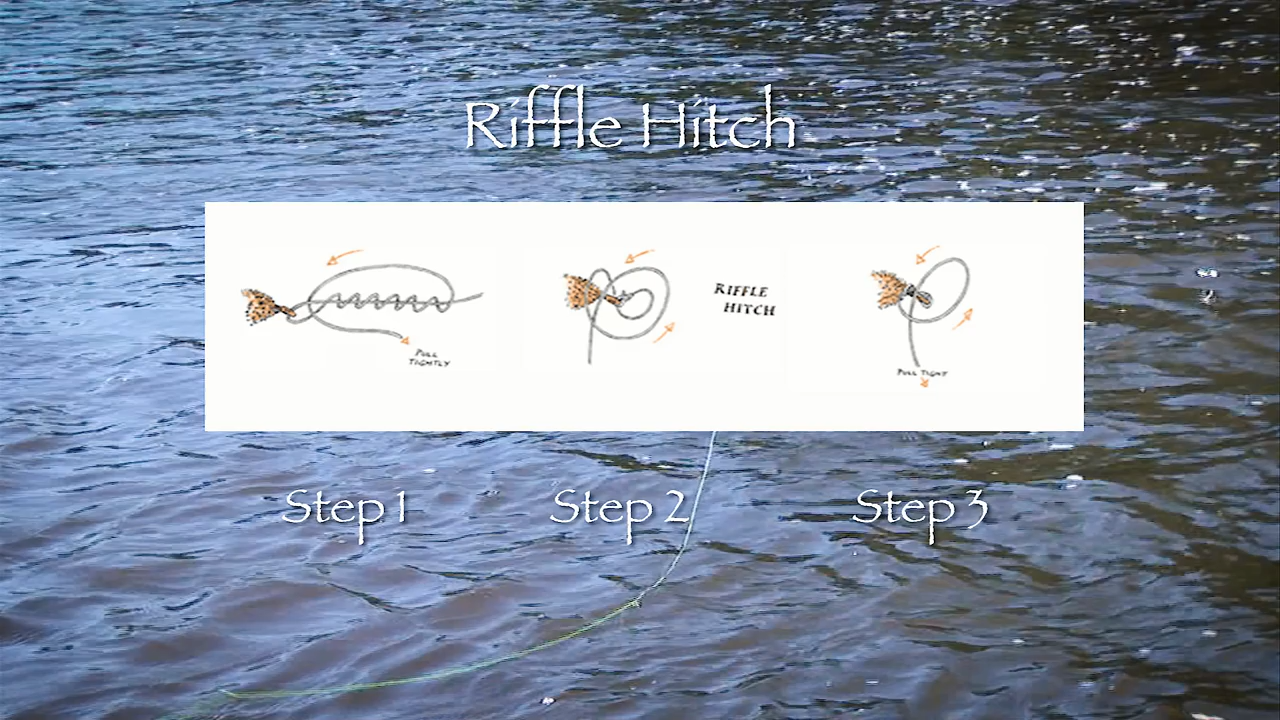 Riffle Hitch
PULL
TIGHTLY
RIFFLE
HITCH
PULL TIGHT
Step 1
Step 2
Step 3